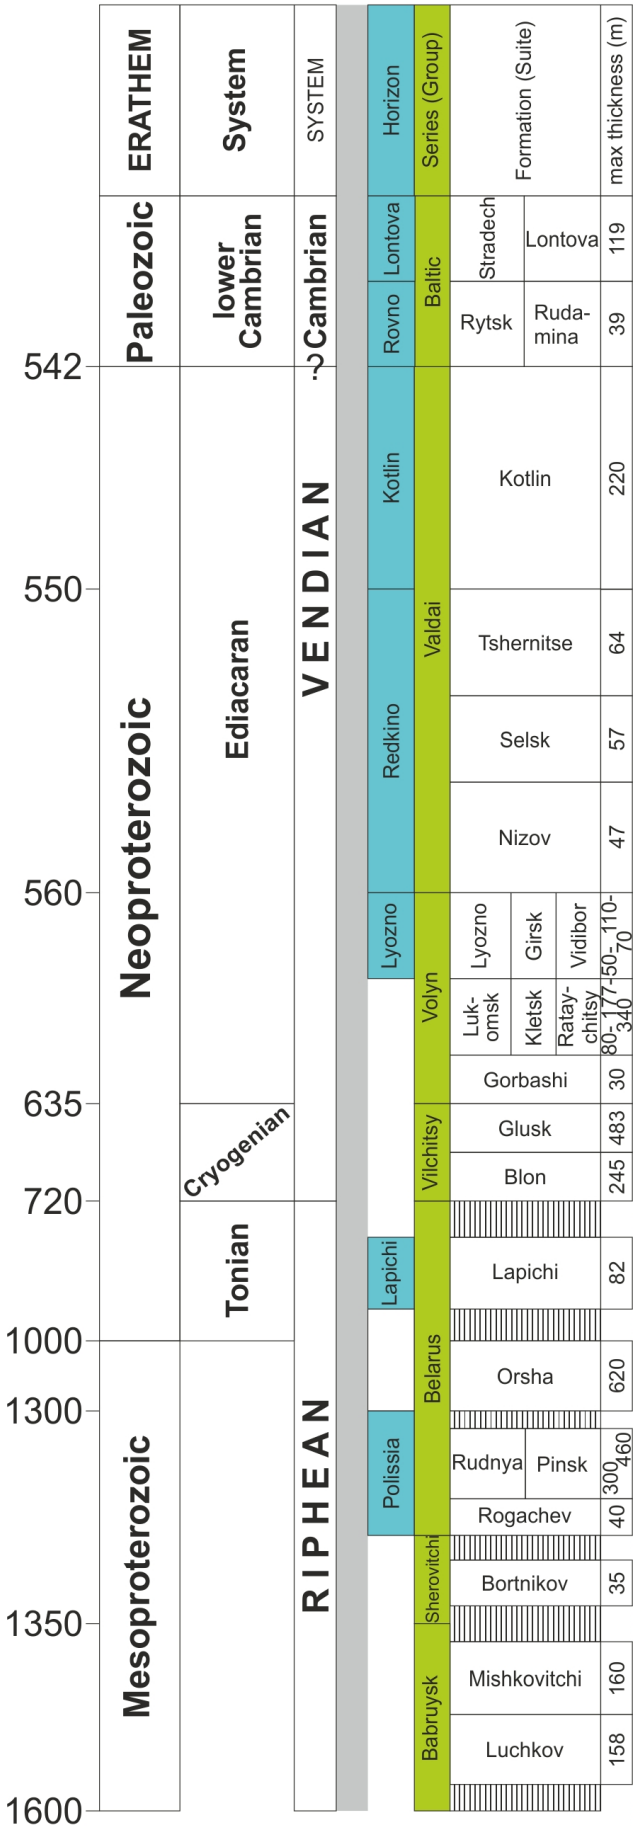 ERATHEM
System
SYSTEM
Horizon
Series (Group)
Formation (Suite)
max thickness (m)
Paleozoic
lower
Cambrian
?Cambrian
Lontova
Baltic
Stradech
Lontova
119
Rovno
Rytsk
Ruda-
mina
39
542
Neoproterozoic
Ediacaran
VENDIAN
Kotlin
Valdai
Kotlin
220
550
Redkino
Tshernitse
64
Selsk
57
Nizov
47
560
Lyozno
Volyn
Lyozno
Girsk
Vidibor
50-110-
70
Luk-
omsk
Kletsk
Ratay-
chitsy
80-177-
340
Gorbashi
30
635
Cryogenian
Vilchitsy
Glusk
483
Blon
245
720
Tonian
RIPHEAN
Belarus
Lapichi
Lapichi
82
1000
Mesoproterozoic
Orsha
620
1300
Polissia
Rudnya
Pinsk
300
460
Rogachev
40
Sherovitchi
Bortnikov
35
1350
Babruysk
Mishkovitchi
160
Luchkov
158
1600